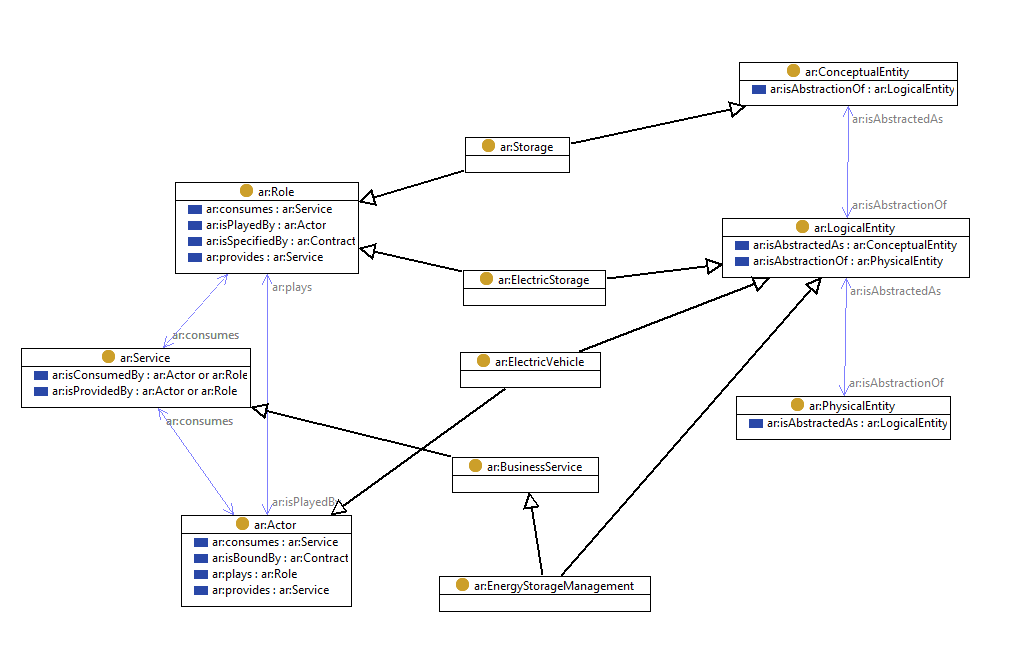 ar:ConceptualEntity
ar:isAbstractionOf : ar:LogicalEntity
ar:isAbstractedAs
ar:Storage
ar:Role
ar:consumes : ar:Service
ar:isPlayedBy : ar:Actor
ar:isSpecifiedBy : ar:Contract
ar:provides : ar:Service
ar:isAbstractionOf
ar:LogicalEntity
ar:isAbstractedAs : ar:ConceptualEntity
ar:isAbstractionOf : ar:PhysicalEntity
ar:ElectricStorage
ar:plays
ar:isAbstractedAs
ar:consumes
ar:Service
ar:isConsumedBy : ar:Actor or ar:Role
ar:isProvidedBy : ar:Actor or ar:Role
ar:ElectricVehicle
ar:isAbstractionOf
ar:PhysicalEntity
ar:isAbstractedAs : ar:LogicalEntity
ar:consumes
ar:BusinessService
ar:isPlayedBy
ar:Actor
ar:consumes : ar:Service
ar:isBoundBy : ar:Contract
ar:plays : ar:Role
ar:provides : ar:Service
ar:EnergyStorageManagement